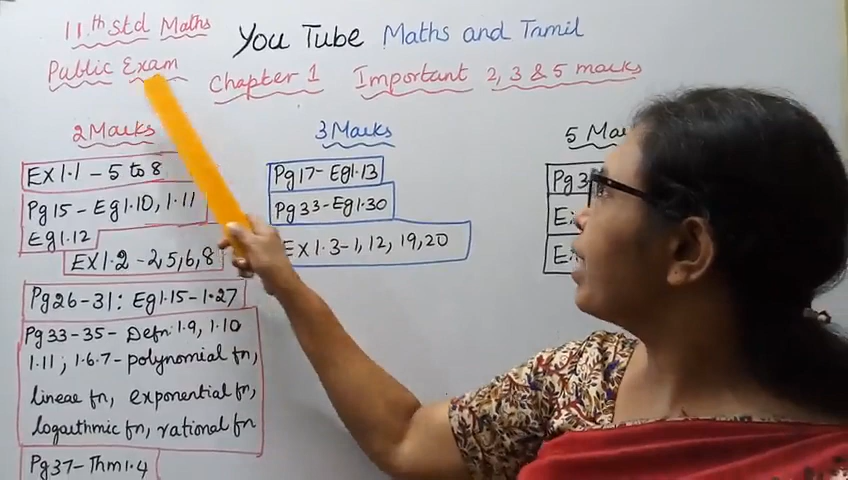 11th Std Maths
You Tube Maths and Tamil
Public Exam
Chapter 1 Important 2, 3 & 5 marks
2 Marks
3 Marks
5
Ex 1.1 - 5 to 8
Pg 15 - Eg 1.10, 1.11
Eg 1.12
Ex 1.2 - 2, 5, 6, 8
Pg 26 - 31: Eg 1.15 - 1.27
Pg 33 - 35 - Defn: 1.9, 1.10
1.11; 1.6.7 - polynomial fn,
linear fn, exponential fn,
logarithmic fn, rational fn
Pg 37 - Thm 1.4
Pg 17 - Eg 1.13
Pg 33 - Eg 1.30
Ex 1.3 - 1, 12, 19, 20